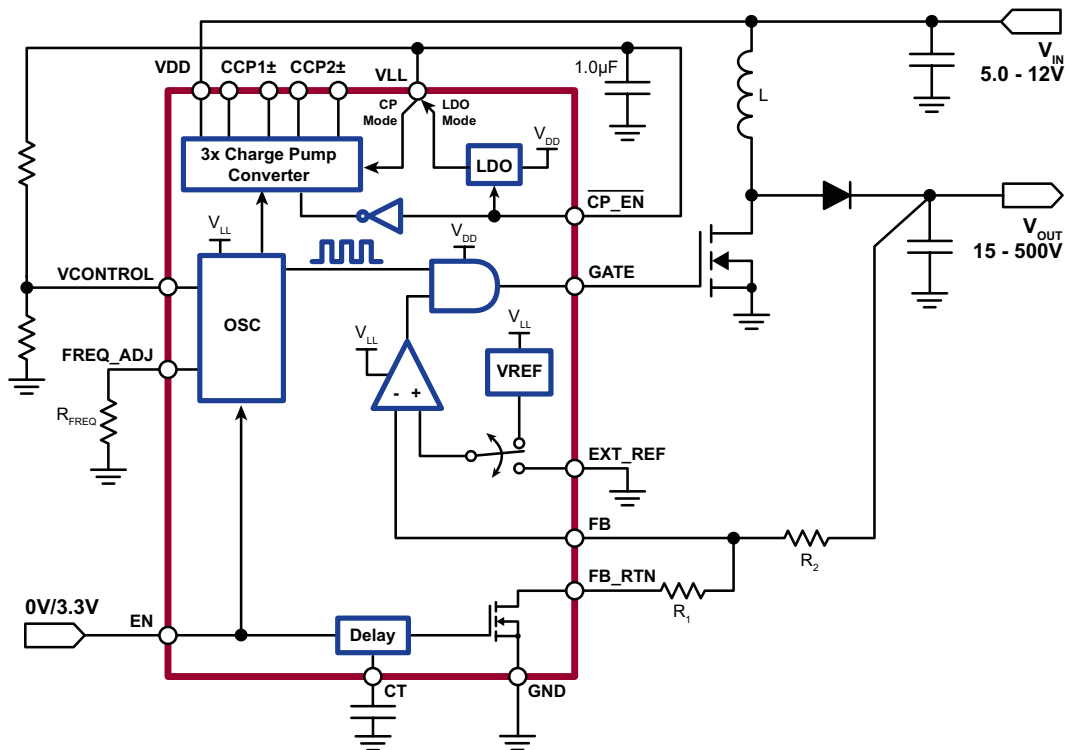 VDD
CCP1±
CCP2±
VLL
1.0µF
L
VIN
5.0 - 12V
CP
Mode
LDO
Mode
3x Charge Pump
Converter
LDO
VDD
CP_EN
VLL
VDD
VOUT
15 - 500V
VCONTROL
GATE
OSC
VLL
VLL
FREQ_ADJ
VREF
- +
RFREQ
EXT_REF
FB
R2
FB_RTN
R1
0V/3.3V
EN
Delay
CT
GND